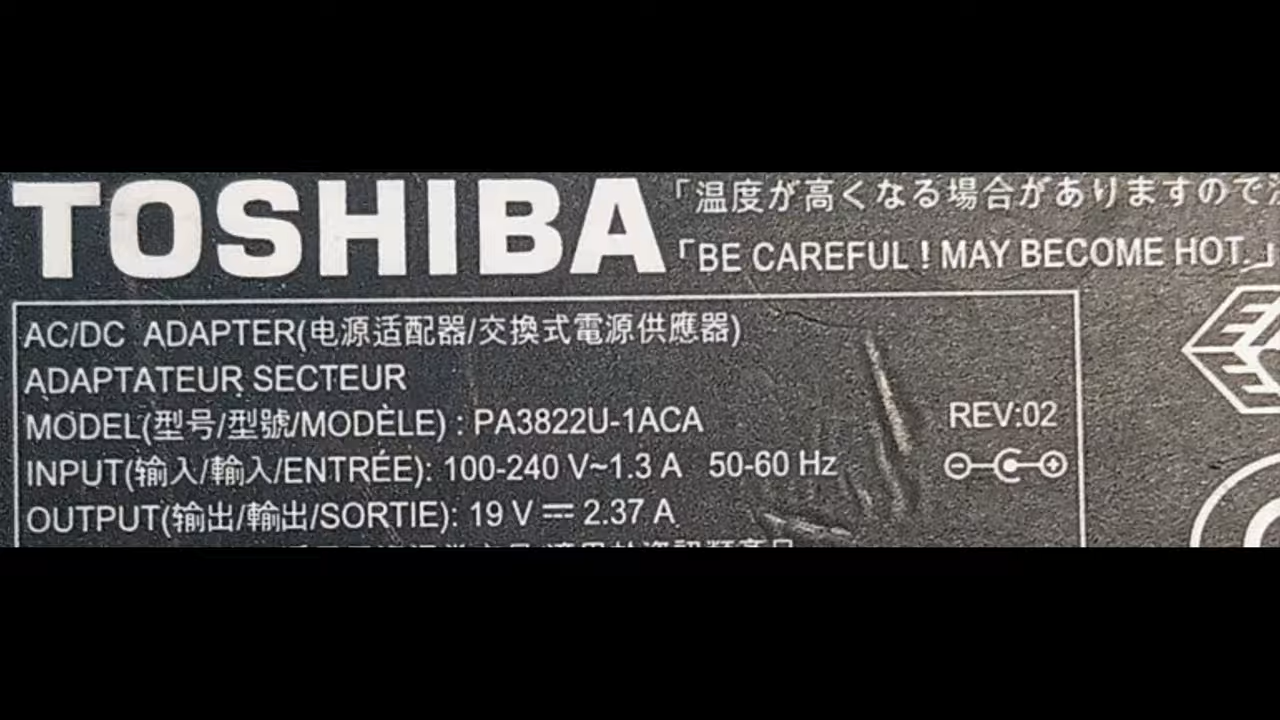 TOSHIBA
「温度が高くなる場合がありますので
「BE CAREFUL ! MAY BECOME HOT.」
AC/DC ADAPTER(电源适配器/交換式電源供應器)
ADAPTATEUR SECTEUR
MODEL(型号/型號/MODÈLE) : PA3822U-1ACA
REV:02
INPUT(输入/輸入/ENTRÉE): 100-240 V~1.3 A 50-60 Hz
OUTPUT(输出/輸出/SORTIE): 19 V ⎓ 2.37 A